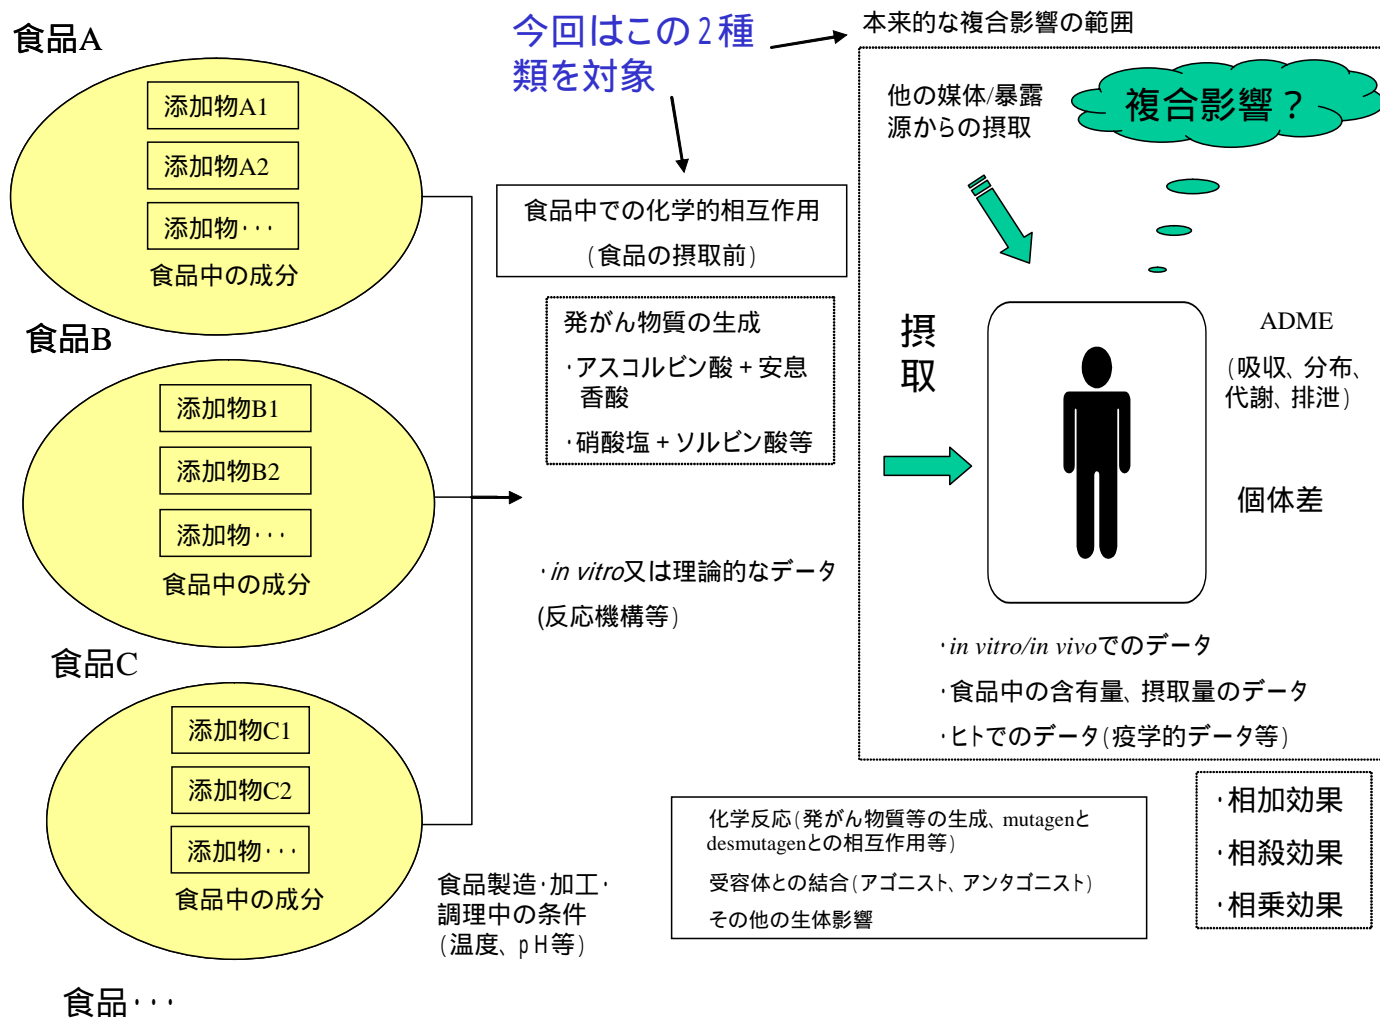 食品A
添加物A1
添加物A2
添加物･･･
食品中の成分
食品B
添加物B1
添加物B2
添加物･･･
食品中の成分
食品C
添加物C1
添加物C2
添加物･･･
食品中の成分
食品･･･
今回はこの2種
類を対象
食品中での化学的相互作用
(食品の摂取前)
発がん物質の生成
･アスコルビン酸+安息
香酸
･硝酸塩+ソルビン酸等
･in vitro又は理論的なデータ
(反応機構等)
食品製造･加工･
調理中の条件
(温度、pH等)
本来的な複合影響の範囲
他の媒体/暴露
源からの摂取
複合影響?
摂
取
ADME
(吸収、分布、
代謝、排泄)
個体差
･in vitro/in vivoでのデータ
･食品中の含有量、摂取量のデータ
･ヒトでのデータ(疫学的データ等)
化学反応(発がん物質等の生成、mutagenと
desmutagenとの相互作用等)
受容体との結合(アゴニスト、アンタゴニスト)
その他の生体影響
･相加効果
･相殺効果
･相乗効果